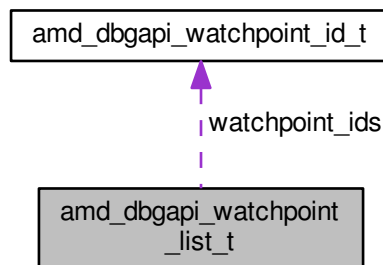 amd_dbgapi_watchpoint_id_t
watchpoint_ids
amd_dbgapi_watchpoint
_list_t